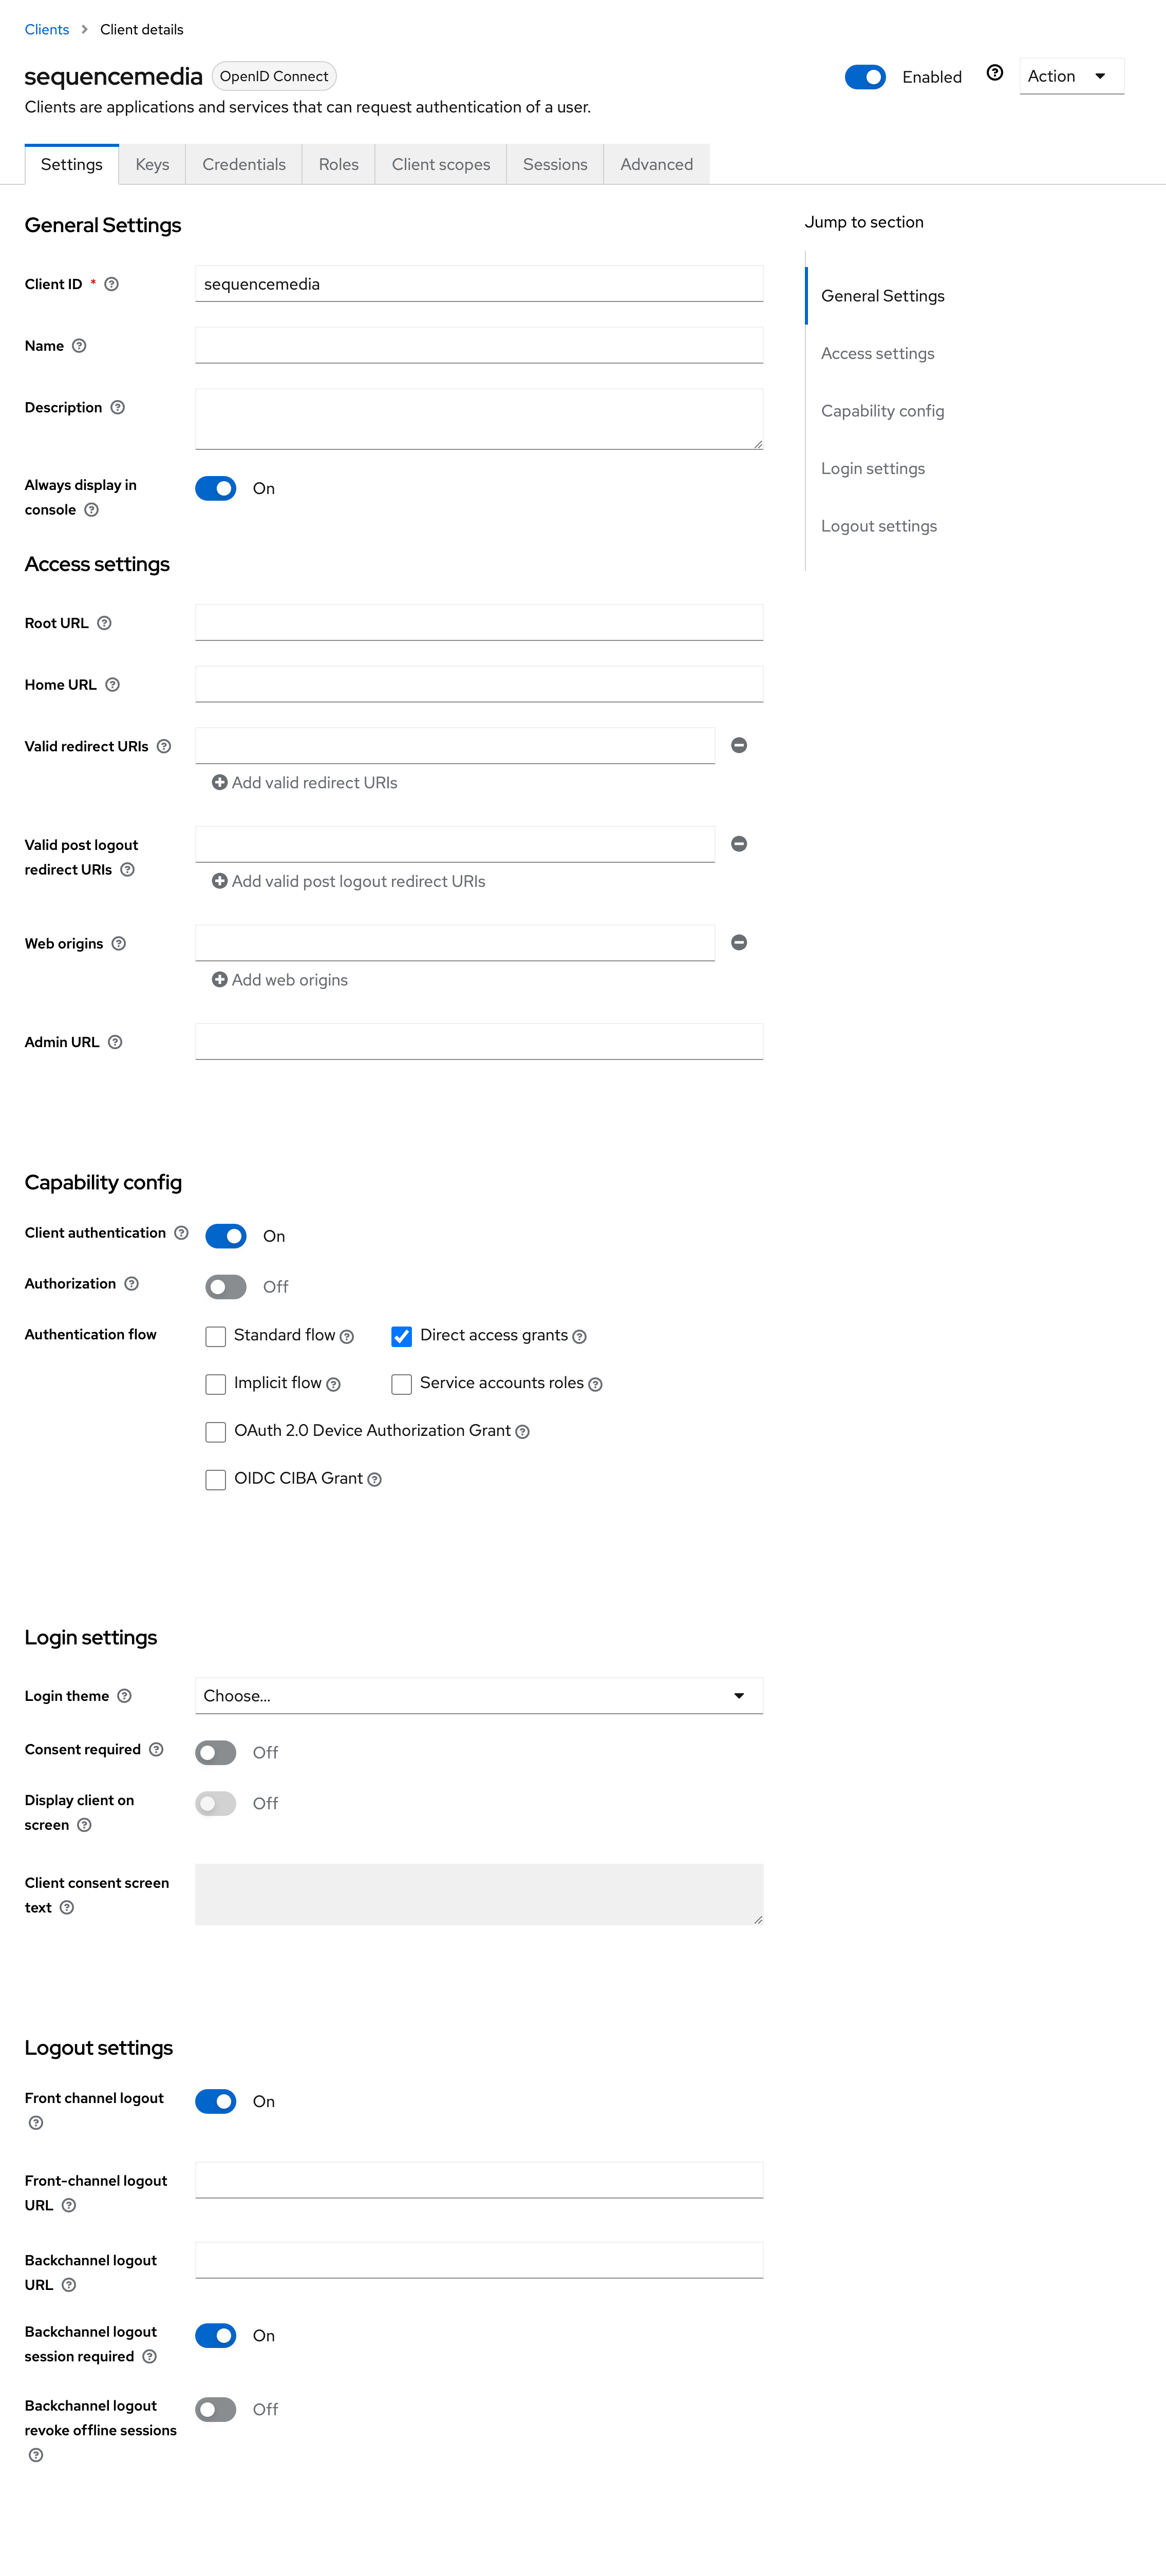 Clients > Client details
sequencemedia OpenID Connect
Enabled
Action
Clients are applications and services that can request authentication of a user.
Settings Keys Credentials Roles Client scopes Sessions Advanced
General Settings
Jump to section
General Settings
Access settings
Capability config
Login settings
Logout settings
Client ID *
sequencemedia
Name
Description
Always display in
console
On
Access settings
Root URL
Home URL
Valid redirect URIs
Add valid redirect URIs
Valid post logout
redirect URIs
Add valid post logout redirect URIs
Web origins
Add web origins
Admin URL
Capability config
Client authentication
On
Authorization
Off
Authentication flow
Standard flow
Direct access grants
Implicit flow
Service accounts roles
OAuth 2.0 Device Authorization Grant
OIDC CIBA Grant
Login settings
Login theme
Choose...
Consent required
Off
Display client on
screen
Off
Client consent screen
text
Logout settings
Front channel logout
On
Front-channel logout
URL
Backchannel logout
URL
Backchannel logout
session required
On
Backchannel logout
revoke offline sessions
Off